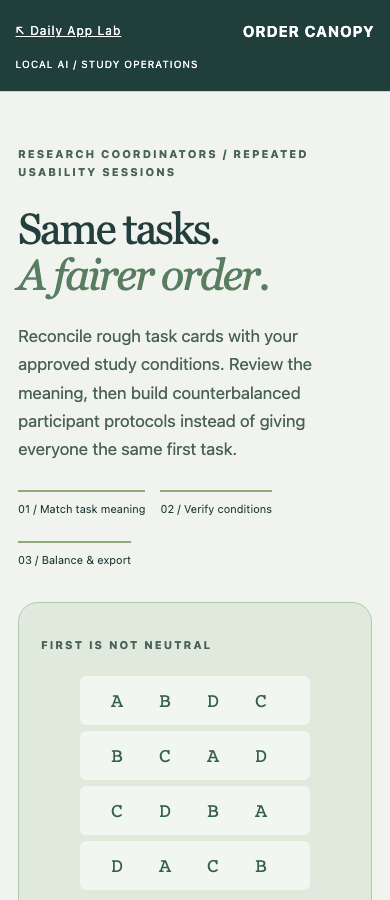 ↖ Daily App Lab
ORDER CANOPY
LOCAL AI / STUDY OPERATIONS
RESEARCH COORDINATORS / REPEATED
USABILITY SESSIONS
Same tasks.
A fairer order.
Reconcile rough task cards with your
approved study conditions. Review the
meaning, then build counterbalanced
participant protocols instead of giving
everyone the same first task.
01 / Match task meaning
02 / Verify conditions
03 / Balance & export
FIRST IS NOT NEUTRAL
A B D C
B C A D
C D B A
D A C B